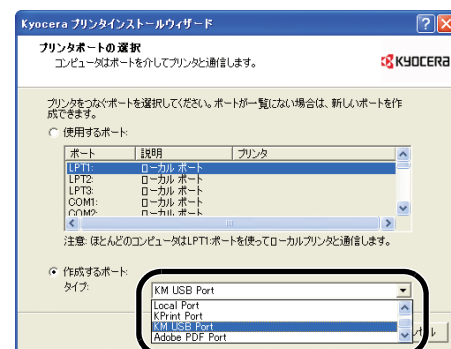 Kyocera プリンタインストールウィザード
プリンタポートの選択
コンピュータはポートを介してプリンタと通信します。
KYOCERA
プリンタをつなぐポートを選択してください。ポートが一覧にない場合は、新しいポートを作
成できます。
使用するポート:
ポート 説明 プリンタ
LPT1: ローカル ポート
LPT2: ローカル ポート
LPT3: ローカル ポート
COM1: ローカル ポート
COM2: ローカル ポート
注意: ほとんどのコンピュータはLPT1:ポートを使ってローカルプリンタと通信します。
作成するポート:
タイプ: KM USB Port
Local Port
KPrint Port
KM USB Port
Adobe PDF Port